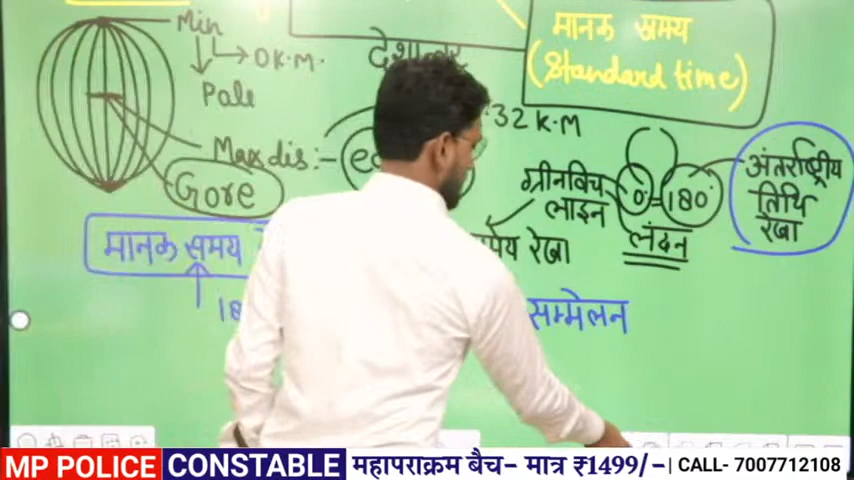 Min
→ 0 K.M.
Pale
देशान्तर
मानक समय
(Standard time)
.32 K.M
Max dis:-
Gore
ग्रीनविच
लाइन
0° = 180°
लंदन
अंतर्राष्ट्रीय
तिथि
रेखा
मानक समय
रेखा
सम्मेलन
MP POLICE CONSTABLE महापराक्रम बैच- मात्र ₹1499/- | CALL- 7007712108